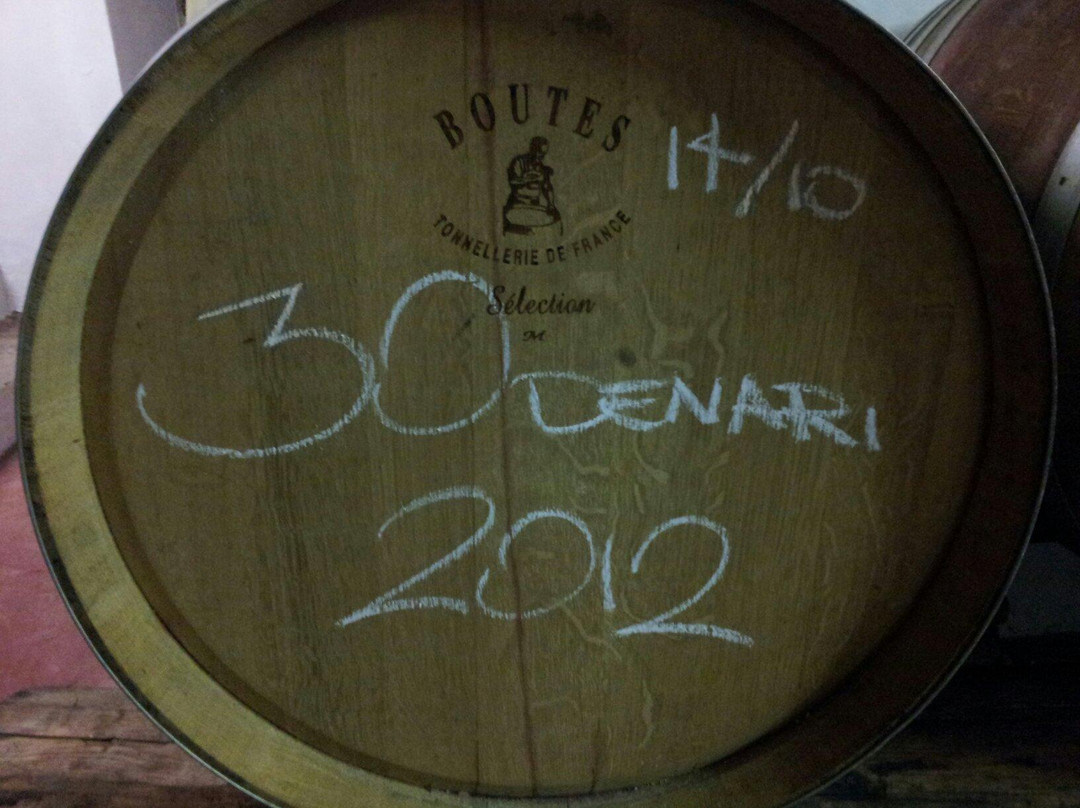 BOUTES
14/10
TONNELLERIE DE FRANCE
Sélection
M
30 DENARI
2012